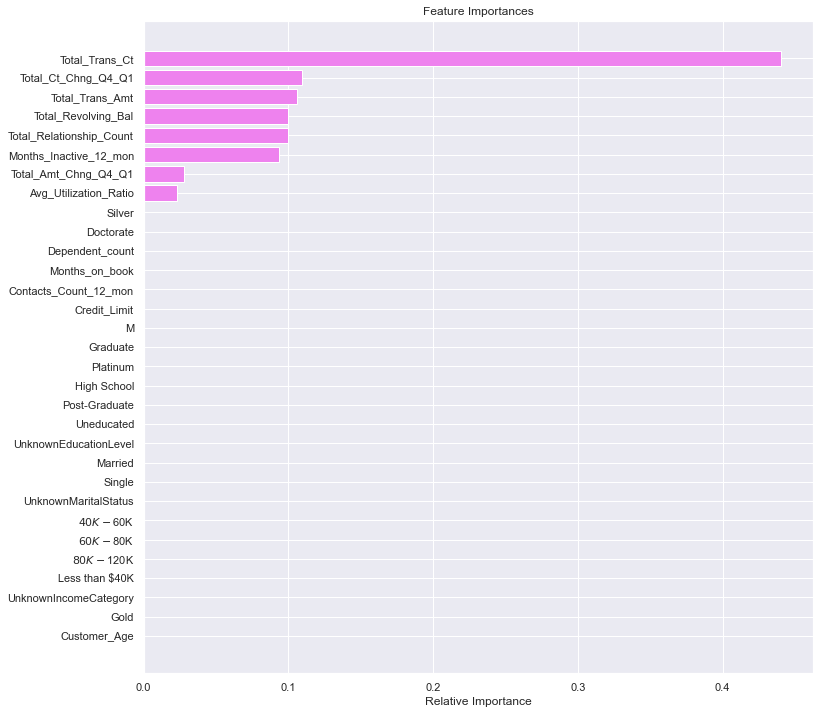 Feature Importances
Total_Trans_Ct
Total_Ct_Chng_Q4_Q1
Total_Trans_Amt
Total_Revolving_Bal
Total_Relationship_Count
Months_Inactive_12_mon
Total_Amt_Chng_Q4_Q1
Avg_Utilization_Ratio
Silver
Doctorate
Dependent_count
Months_on_book
Contacts_Count_12_mon
Credit_Limit
M
Graduate
Platinum
High School
Post-Graduate
Uneducated
UnknownEducationLevel
Married
Single
UnknownMaritalStatus
40K − 60K
60K − 80K
80K − 120K
Less than $40K
UnknownIncomeCategory
Gold
Customer_Age
0.0 0.1 0.2 0.3 0.4
Relative Importance